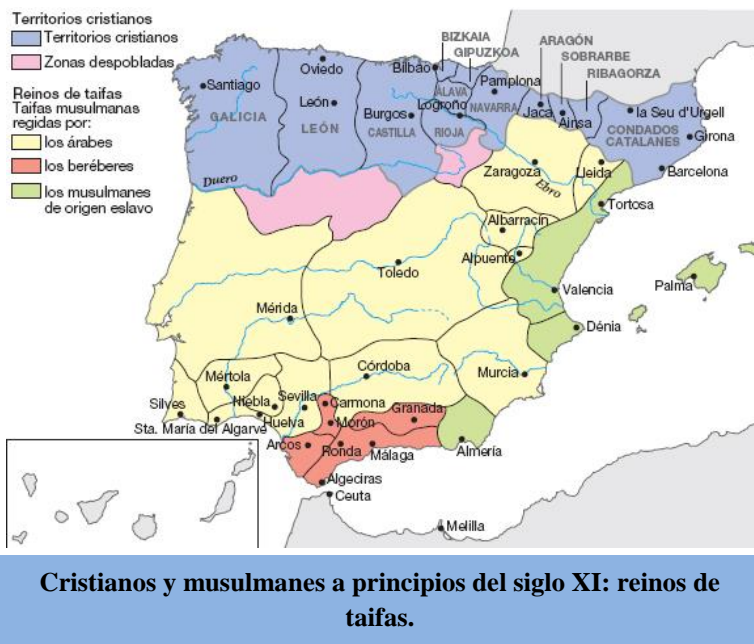 Territorios cristianos
Territorios cristianos
Zonas despobladas
Reinos de taifas
Taifas musulmanas
regidas por:
los árabes
los beréberes
los musulmanes
de origen eslavo
BIZKAIA
GIPUZKOA
ARAGÓN
SOBRARBE
RIBAGORZA
Santiago
GALICIA
Oviedo
León
LEÓN
Bilbao
Burgos
CASTILLA
ALAVA
Logroño
RIOJA
Pamplona
NAVARRA
Jaca
Ainsa
la Seu d'Urgell
CONDADOS
CATALANES
Girona
Barcelona
Duero
Zaragoza
Ebro
Lleida
Tortosa
Albarracín
Alpuente
Toledo
Valencia
Palma
Dénia
Mérida
Murcia
Córdoba
Mértola
Niebla
Sevilla
Carmona
Silves
Sta. María del Algarve
Huelva
Morón
Granada
Arcos
Ronda
Málaga
Almería
Algeciras
Ceuta
Melilla
Cristianos y musulmanes a principios del siglo XI: reinos de
taifas.